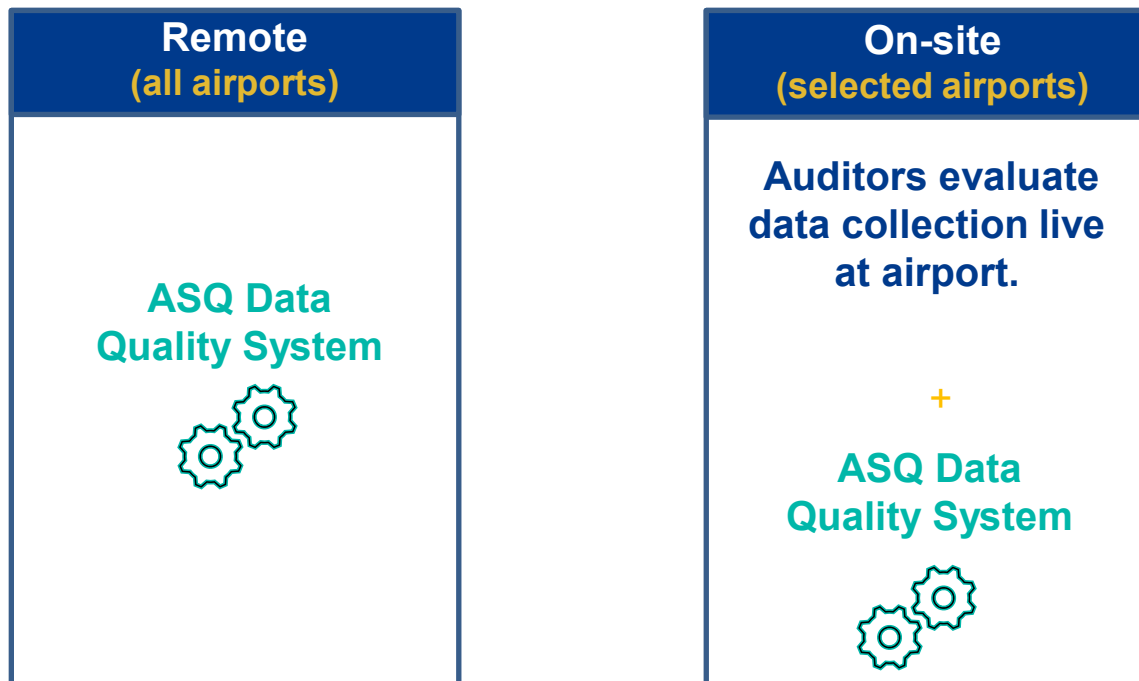 Remote
(all airports)
ASQ Data
Quality System
On-site
(selected airports)
Auditors evaluate
data collection live
at airport.
+
ASQ Data
Quality System